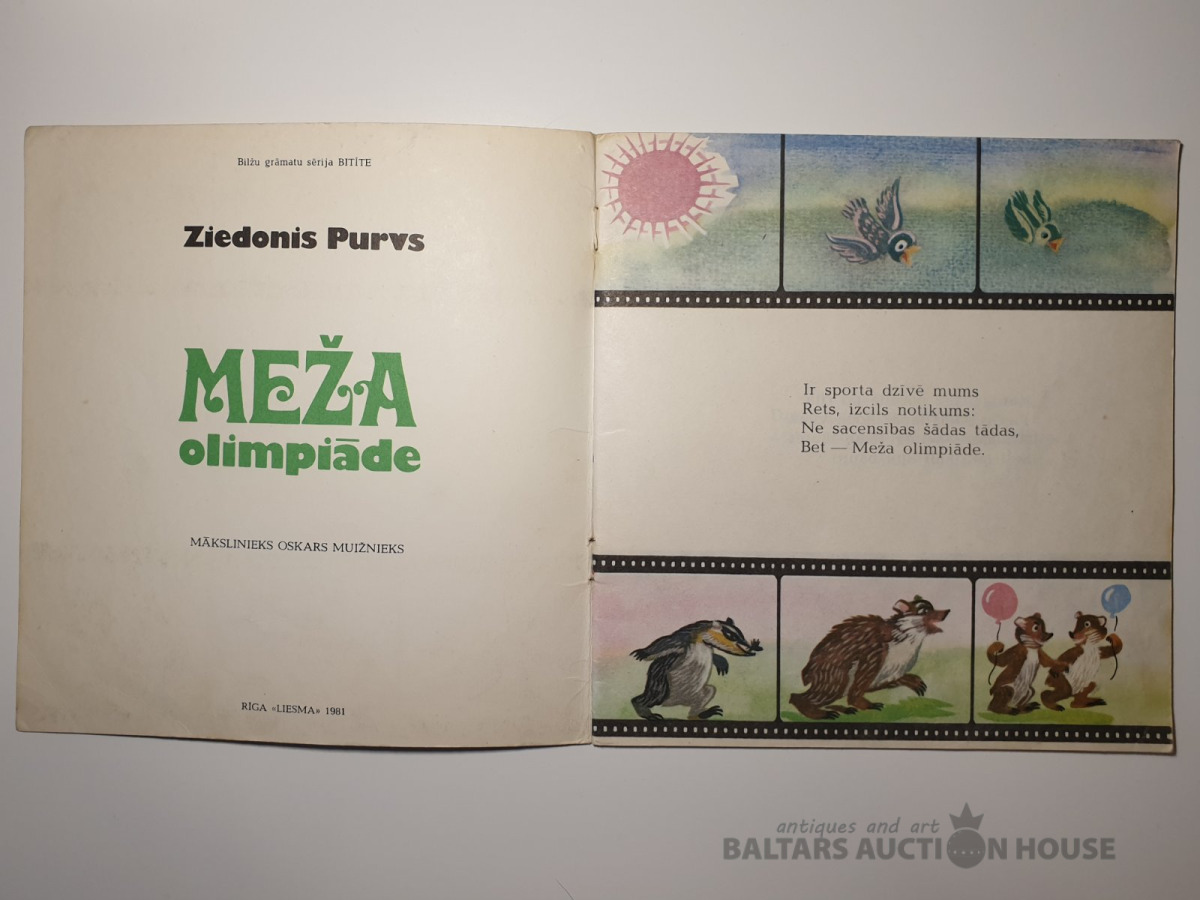 Bilžu grāmatu sērija BITĪTE
Ziedonis Purvs
MEŽA
olimpiāde
MĀKSLINIEKS OSKARS MUIŽNIEKS
RĪGA «LIESMA» 1981
Ir sporta dzīvē mums
Rets, izcils notikums:
Ne sacensības šādas tādas,
Bet — Meža olimpiāde.
antiques and art
BALTARS AUCTION HOUSE